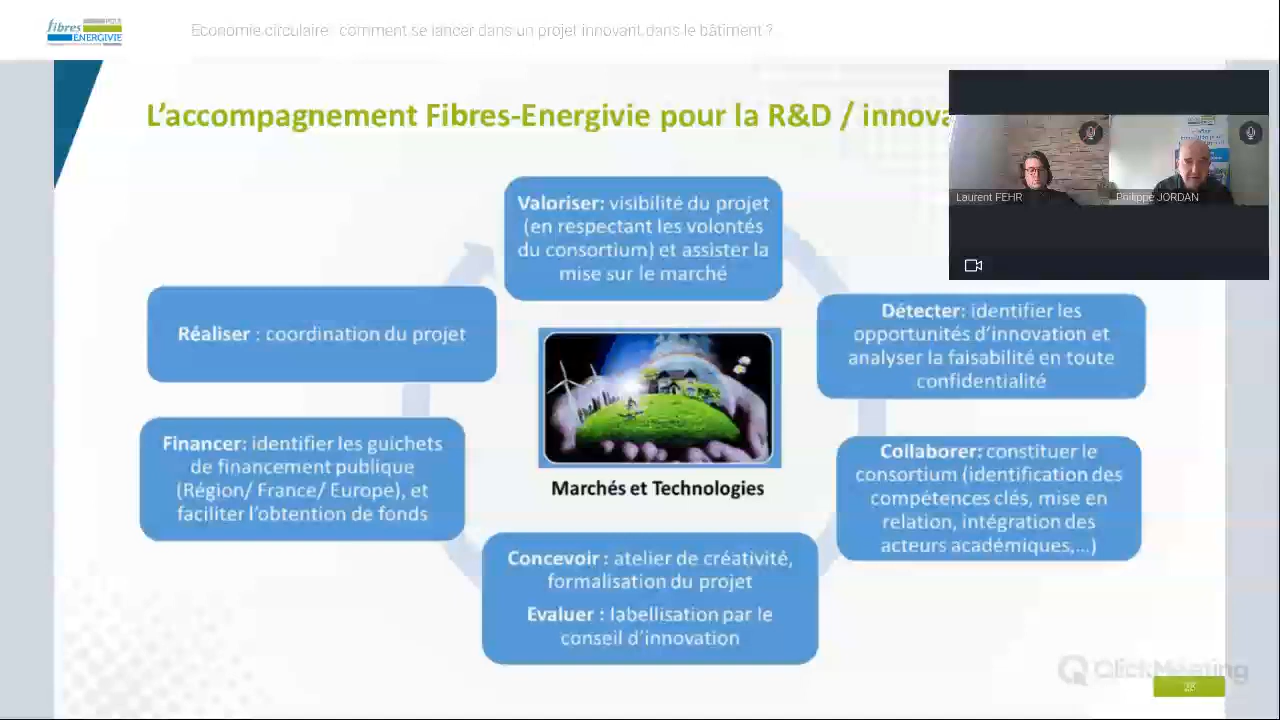 fibres
ENERGIVIE
Economie circulaire : comment se lancer dans un projet innovant dans le bâtiment ?
L'accompagnement Fibres-Energivie pour la R&D / innova
Laurent FEHR
Philippe JORDAN
Valoriser: visibilité du projet
(en respectant les volontés
du consortium) et assister la
mise sur le marché
Réaliser : coordination du projet
Détecter: identifier les
opportunités d'innovation et
analyser la faisabilité en toute
confidentialité
Financer: identifier les guichets
de financement publique
(Région/ France/ Europe), et
faciliter l'obtention de fonds
Marchés et Technologies
Collaborer: constituer le
consortium (identification des
compétences clés, mise en
relation, intégration des
acteurs académiques,...)
Concevoir : atelier de créativité,
formalisation du projet
Evaluer : labellisation par le
conseil d'innovation
ClickMeeting